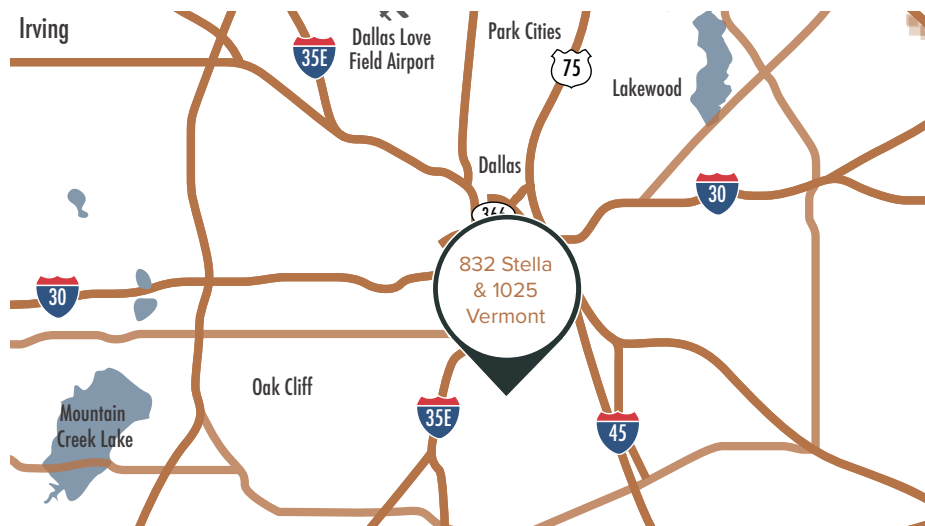 Irving
35E
Dallas Love
Field Airport
Park Cities
75
Lakewood
Dallas
30
366
832 Stella
& 1025
Vermont
30
Oak Cliff
Mountain
Creek Lake
35E
45